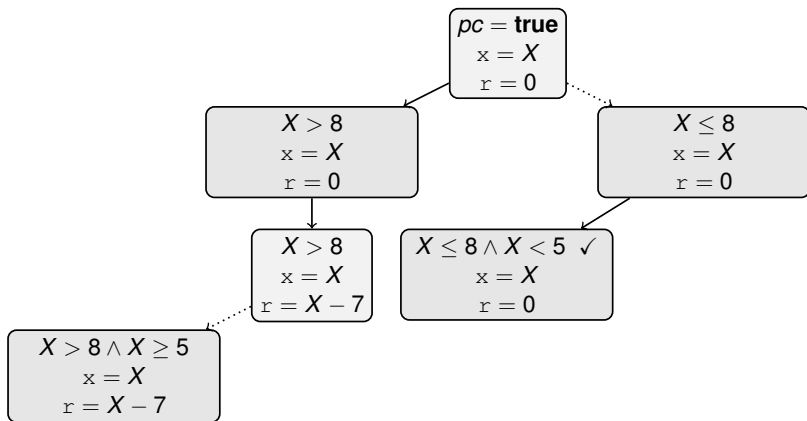 pc = true
x = X
r = 0
X > 8
x = X
r = 0
X ≤ 8
x = X
r = 0
X > 8
x = X
r = X − 7
X ≤ 8 ∧ X < 5 ✓
x = X
r = 0
X > 8 ∧ X ≥ 5
x = X
r = X − 7